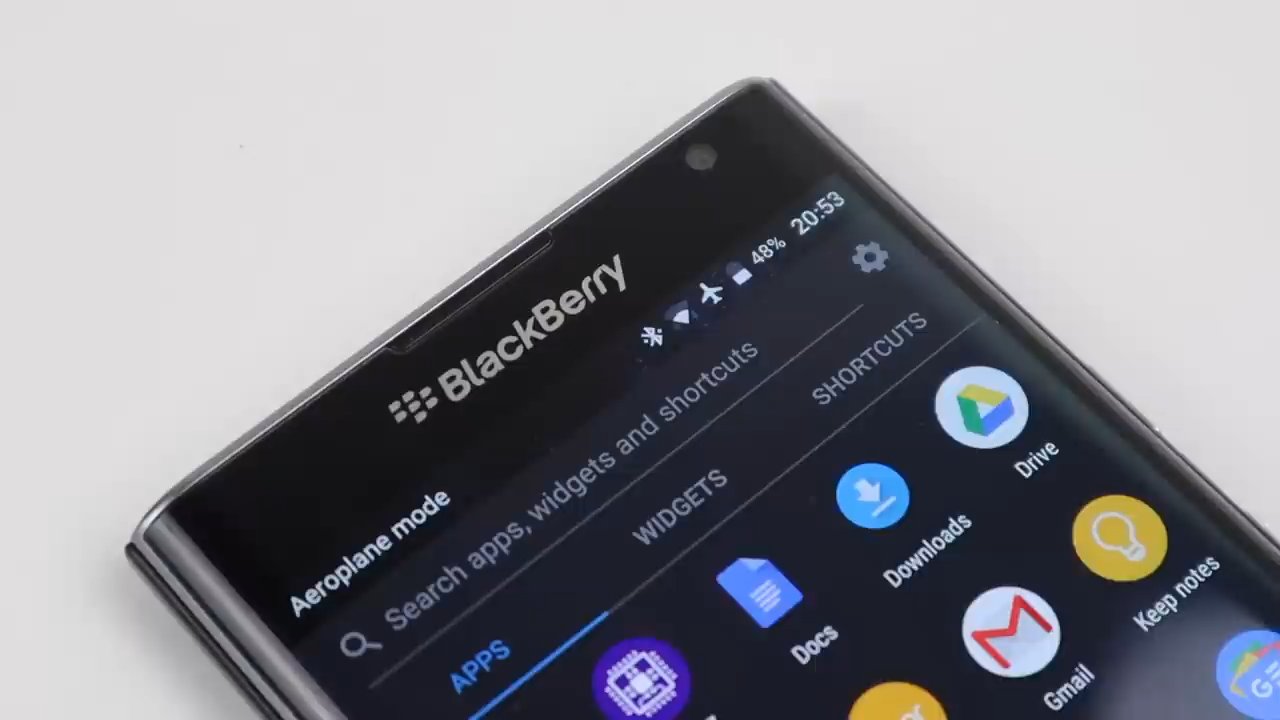 BlackBerry
Aeroplane mode
48% 20:53
Search apps, widgets and shortcuts
APPS WIDGETS SHORTCUTS
Docs
Downloads
Drive
Gmail
Keep notes